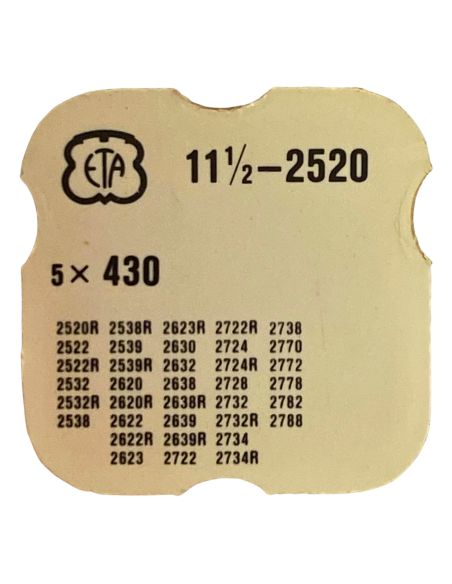 ETA 11 1/2-2520
5 × 430
2520R 2538R 2623R 2722R 2738
2522 2539 2630 2724 2770
2522R 2539R 2632 2724R 2772
2532 2620 2638 2728 2778
2532R 2620R 2638R 2732 2782
2538 2622 2639 2732R 2788
2622R 2639R 2734
2623 2722 2734R